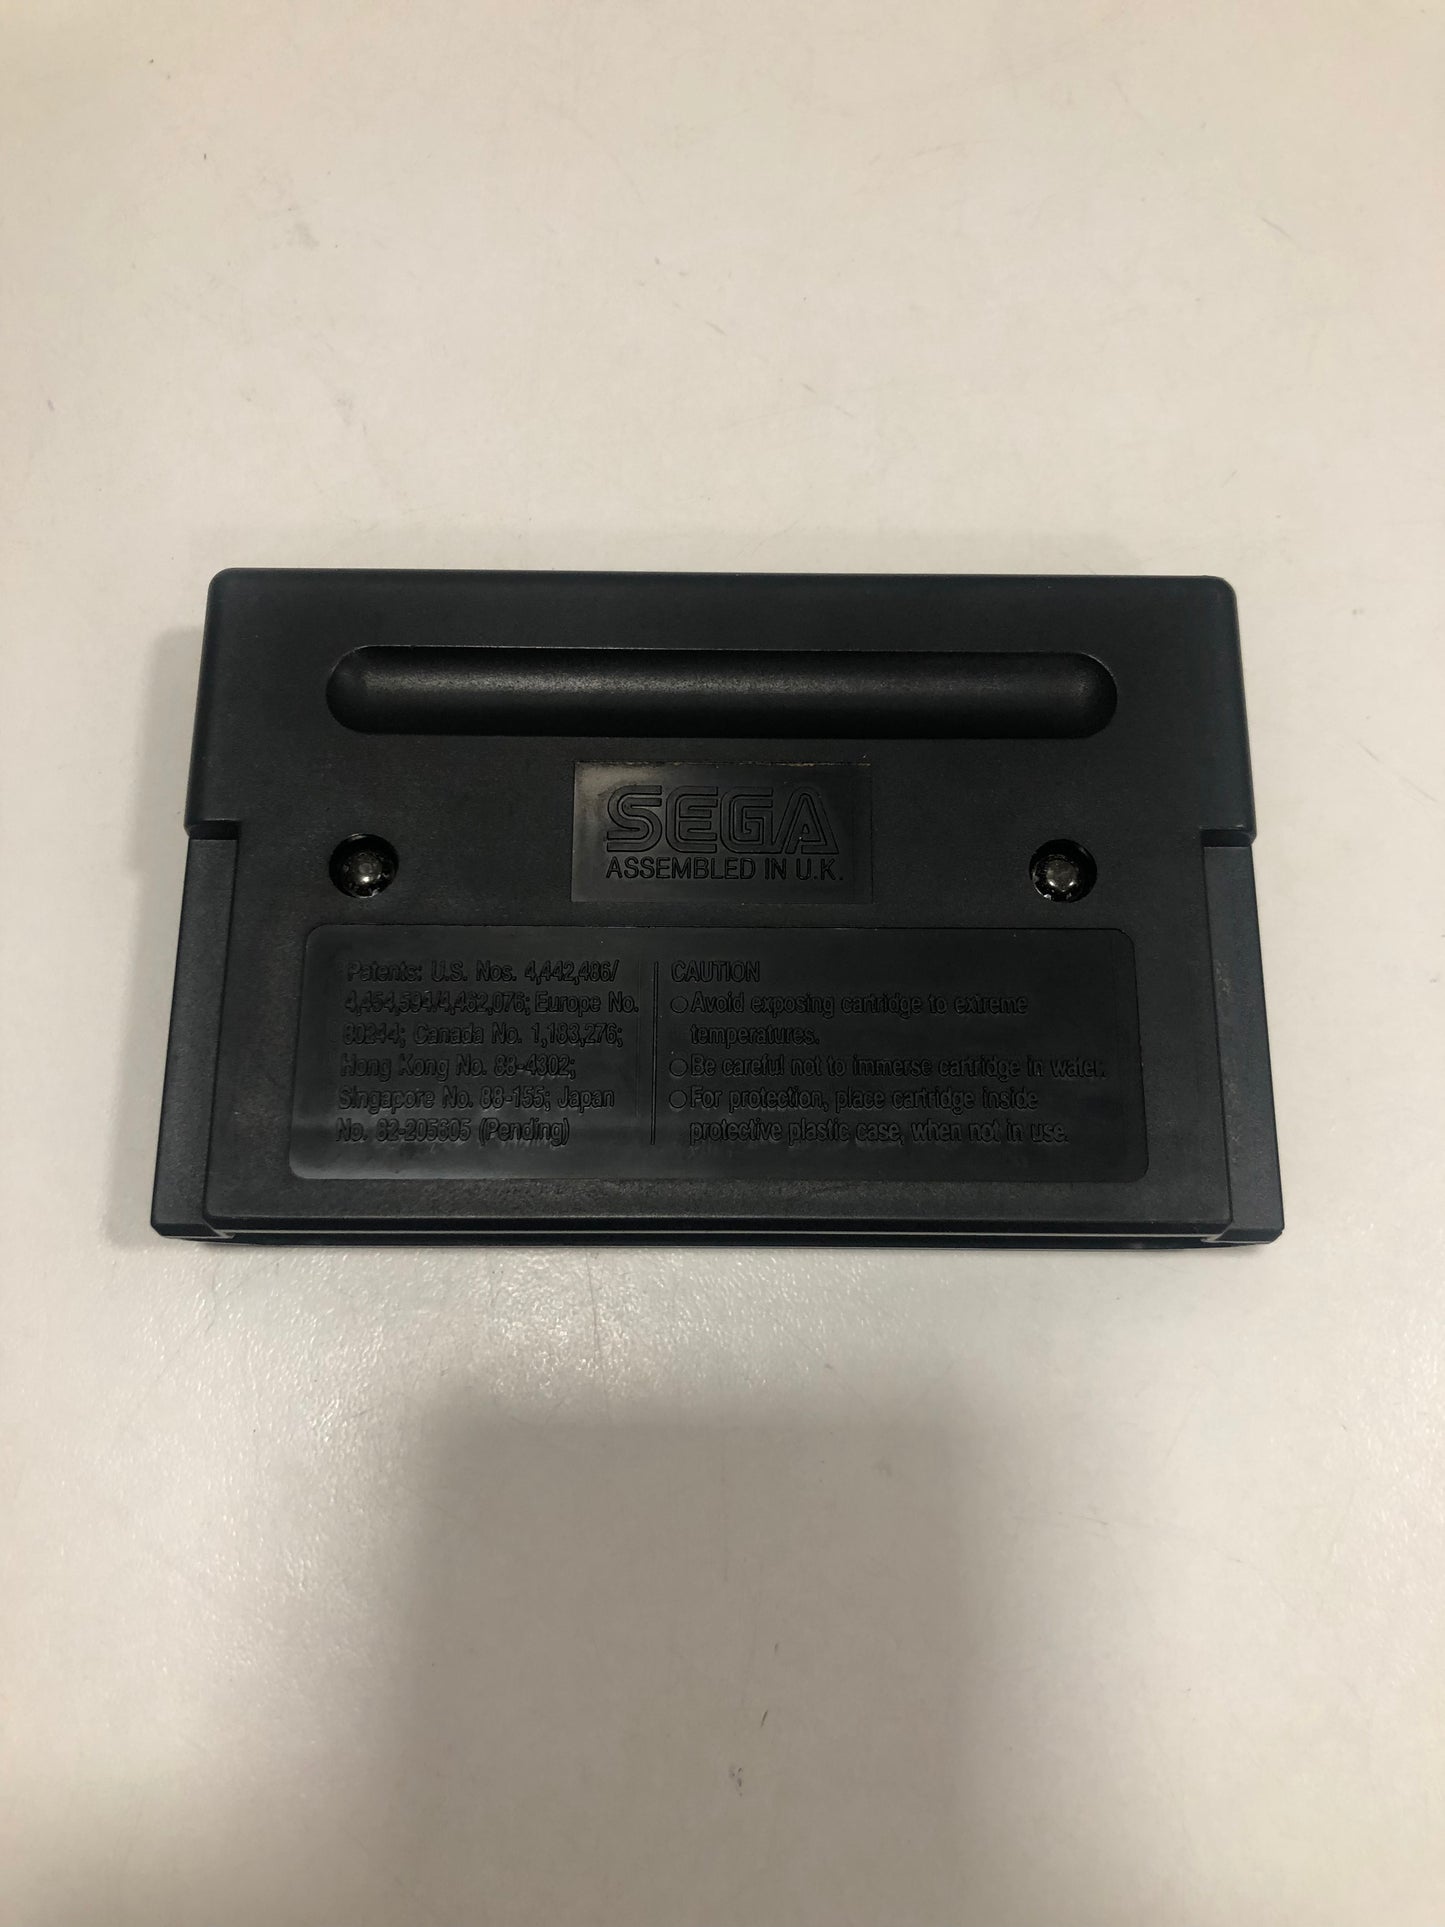 SEGA
ASSEMBLED IN U.K.
Patents: U.S. Nos. 4,442,486/
4,454,594/4,462,076; Europe No.
80244; Canada No. 1,183,276;
Hong Kong No. 88-4302;
Singapore No. 88-155; Japan
No. 82-205605 (Pending)
CAUTION
○ Avoid exposing cartridge to extreme
temperatures.
○ Be careful not to immerse cartridge in water.
○ For protection, place cartridge inside
protective plastic case, when not in use.